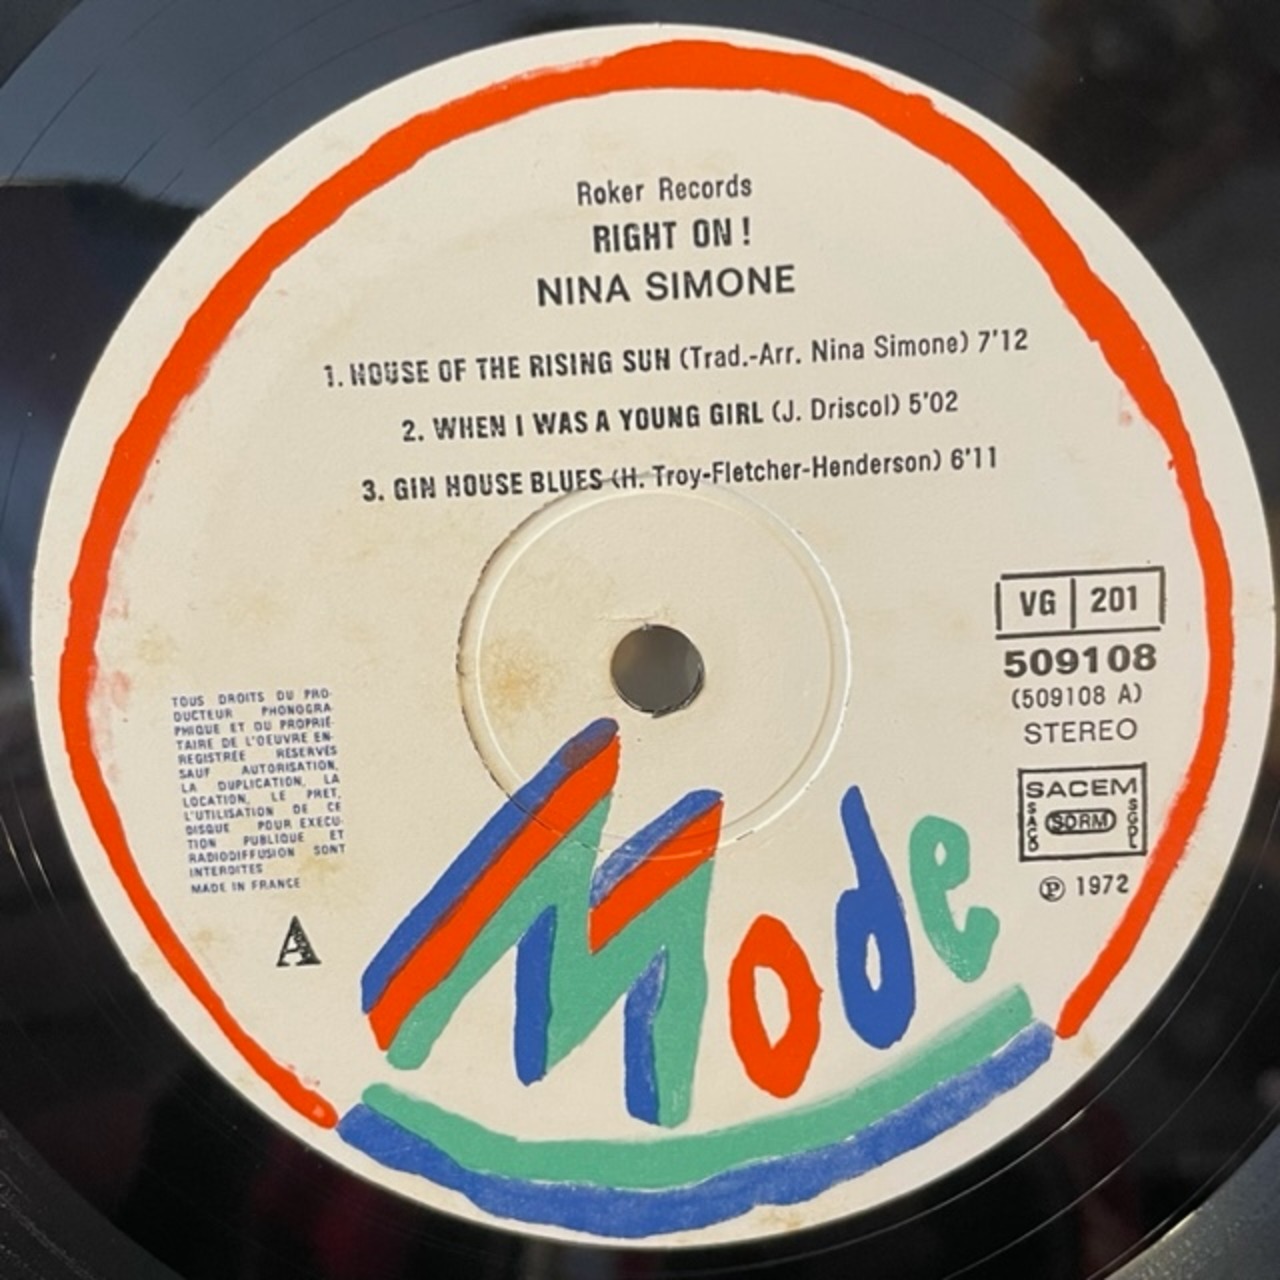 Roker Records
RIGHT ON !
NINA SIMONE
1. HOUSE OF THE RISING SUN (Trad.-Arr. Nina Simone) 7'12
2. WHEN I WAS A YOUNG GIRL (J. Driscol) 5'02
3. GIN HOUSE BLUES (H. Troy-Fletcher-Henderson) 6'11
VG 201
509108
(509108 A)
STEREO
SACEM
SACD SDRM SGDL
℗ 1972
TOUS DROITS DU PRO-
DUCTEUR PHONOGRA-
PHIQUE ET DU PROPRIE-
TAIRE DE L'OEUVRE EN-
REGISTREE RESERVES
SAUF AUTORISATION,
LA DUPLICATION, LA
LOCATION, LE PRET,
L'UTILISATION DE CE
DISQUE POUR EXECU-
TION PUBLIQUE ET
RADIODIFFUSION SONT
INTERDITES
MADE IN FRANCE
A
Mode